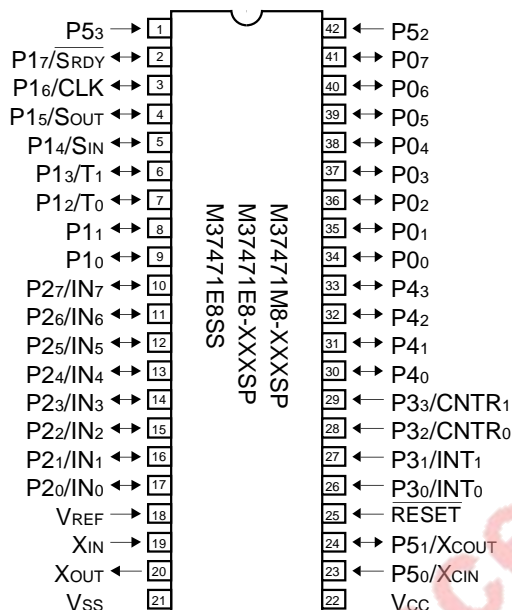 P53 1 42 P52
P17/SRDY 2 41 P07
P16/CLK 3 40 P06
P15/SOUT 4 39 P05
P14/SIN 5 38 P04
P13/T1 6 37 P03
P12/T0 7 36 P02
P11 8 35 P01
P10 9 34 P00
P27/IN7 10 33 P43
P26/IN6 11 32 P42
P25/IN5 12 31 P41
P24/IN4 13 30 P40
P23/IN3 14 29 P33/CNTR1
P22/IN2 15 28 P32/CNTR0
P21/IN1 16 27 P31/INT1
P20/IN0 17 26 P30/INT0
VREF 18 25 RESET
XIN 19 24 P51/XCOUT
XOUT 20 23 P50/XCIN
VSS 21 22 VCC
M37471M8-XXXSP
M37471E8-XXXSP
M37471E8SS